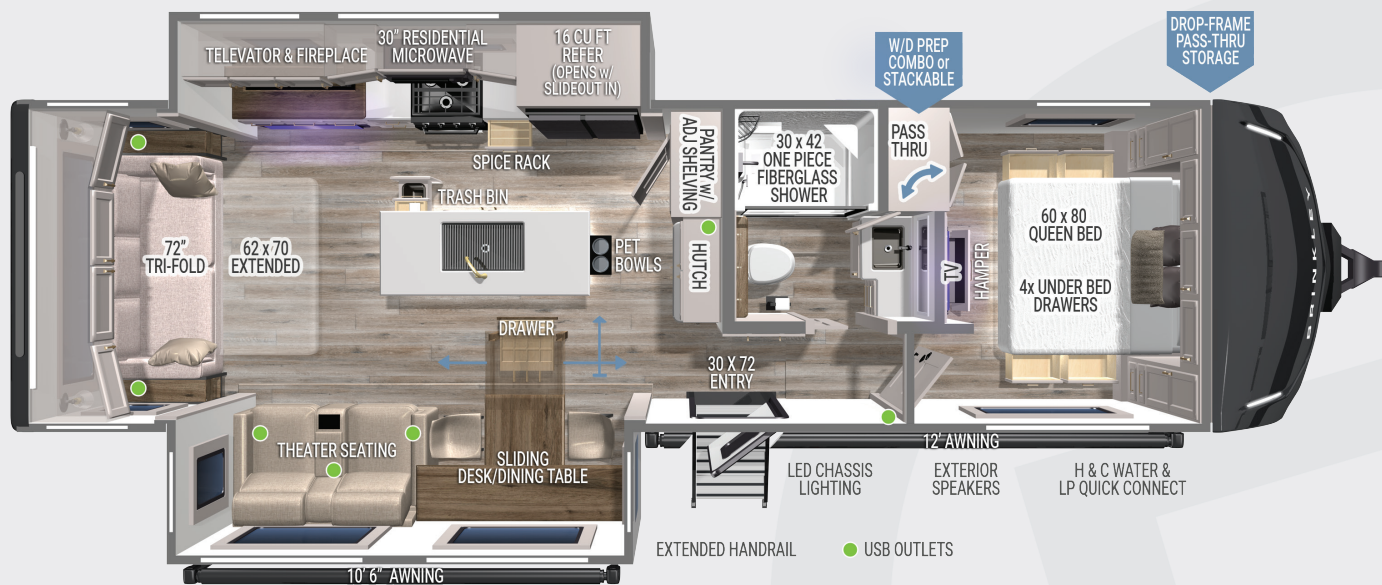 DROP-FRAME
PASS-THRU
STORAGE
W/D PREP
COMBO or
STACKABLE
TELEVATOR & FIREPLACE
30" RESIDENTIAL
MICROWAVE
16 CU FT
REFER
(OPENS w/
SLIDEOUT IN)
SPICE RACK
PANTRY w/
ADJ SHELVING
30 x 42
ONE PIECE
FIBERGLASS
SHOWER
PASS
THRU
TRASH BIN
72"
TRI-FOLD
62 x 70
EXTENDED
PET
BOWLS
HUTCH
TV
HAMPER
60 x 80
QUEEN BED
4x UNDER BED
DRAWERS
BRINKLEY
DRAWER
30 X 72
ENTRY
THEATER SEATING
SLIDING
DESK/DINING TABLE
12' AWNING
LED CHASSIS
LIGHTING
EXTERIOR
SPEAKERS
H & C WATER &
LP QUICK CONNECT
EXTENDED HANDRAIL
USB OUTLETS
10' 6" AWNING